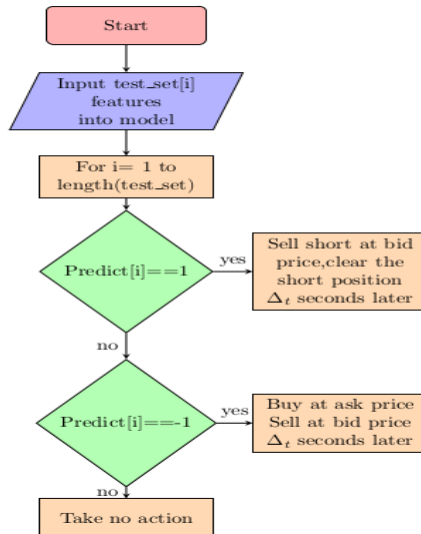 Start
Input test_set[i]
features
into model
For i= 1 to
length(test_set)
Predict[i]==1
yes
Sell short at bid
price,clear the
short position
Δt seconds later
no
Predict[i]==-1
yes
Buy at ask price
Sell at bid price
Δt seconds later
no
Take no action